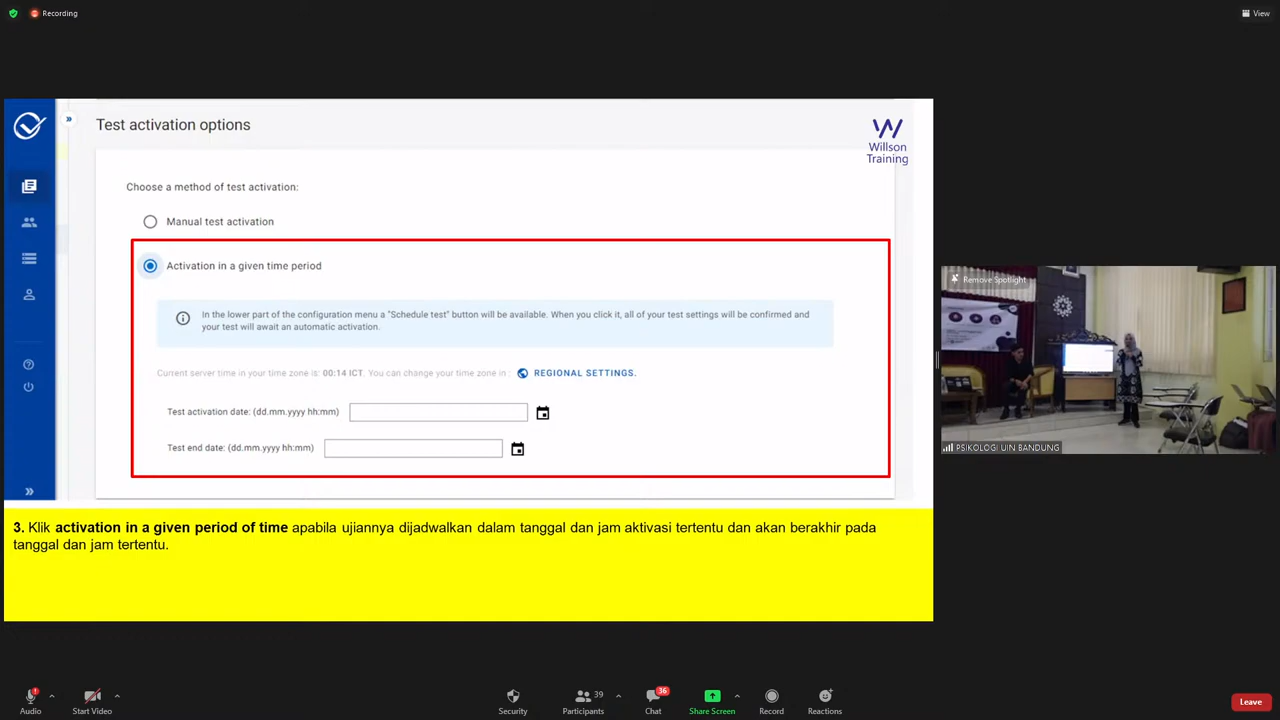 Recording
View
Test activation options
Willson
Training
Choose a method of test activation:
Manual test activation
Activation in a given time period
In the lower part of the configuration menu a "Schedule test" button will be available. When you click it, all of your test settings will be confirmed and
your test will await an automatic activation.
Current server time in your time zone is: 00:14 ICT. You can change your time zone in : REGIONAL SETTINGS.
Test activation date: (dd.mm.yyyy hh:mm)
Test end date: (dd.mm.yyyy hh:mm)
3. Klik activation in a given period of time apabila ujiannya dijadwalkan dalam tanggal dan jam aktivasi tertentu dan akan berakhir pada
tanggal dan jam tertentu.
Remove Spotlight
PSIKOLOGI UIN BANDUNG
Audio
Start Video
Security
39
Participants
36
Chat
Share Screen
Record
Reactions
Leave